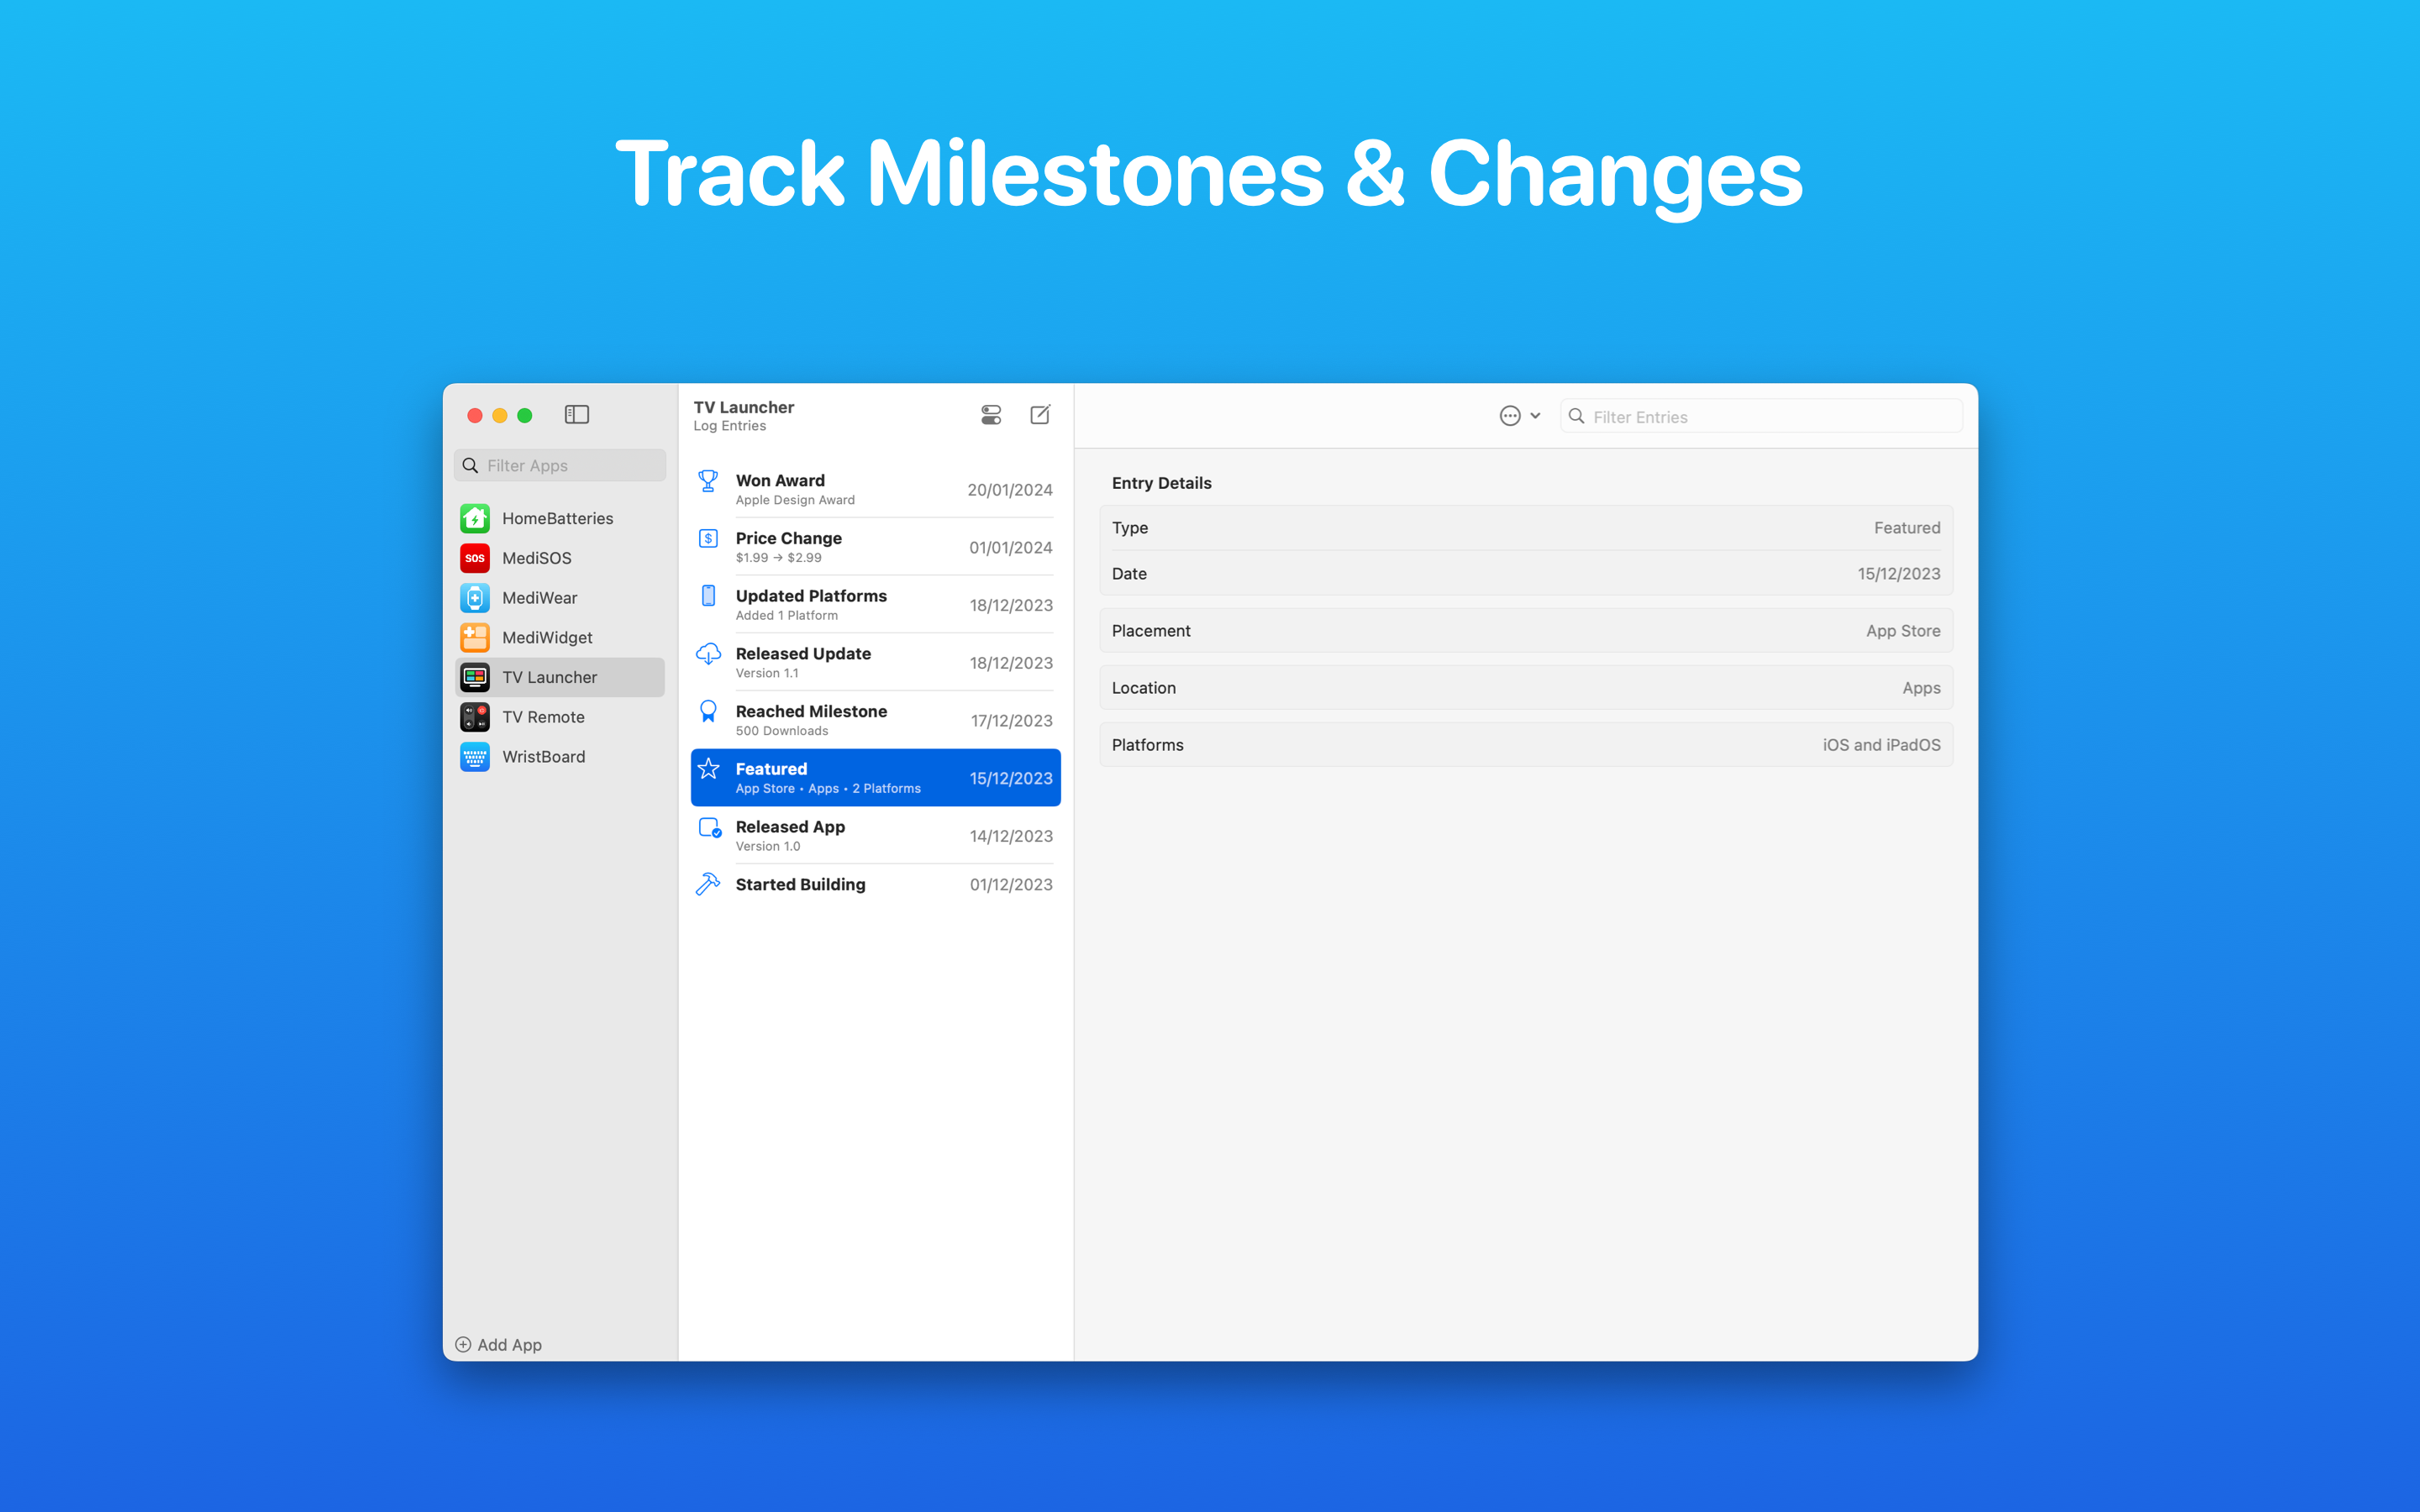 Track Milestones & Changes
Filter Apps
HomeBatteries
SOS
MediSOS
MediWear
MediWidget
TV Launcher
TV Remote
WristBoard
Add App
TV Launcher
Log Entries
Won Award
Apple Design Award
20/01/2024
$
Price Change
$1.99 → $2.99
01/01/2024
Updated Platforms
Added 1 Platform
18/12/2023
Released Update
Version 1.1
18/12/2023
Reached Milestone
500 Downloads
17/12/2023
Featured
App Store • Apps • 2 Platforms
15/12/2023
Released App
Version 1.0
14/12/2023
Started Building
01/12/2023
Filter Entries
Entry Details
Type Featured
Date 15/12/2023
Placement App Store
Location Apps
Platforms iOS and iPadOS